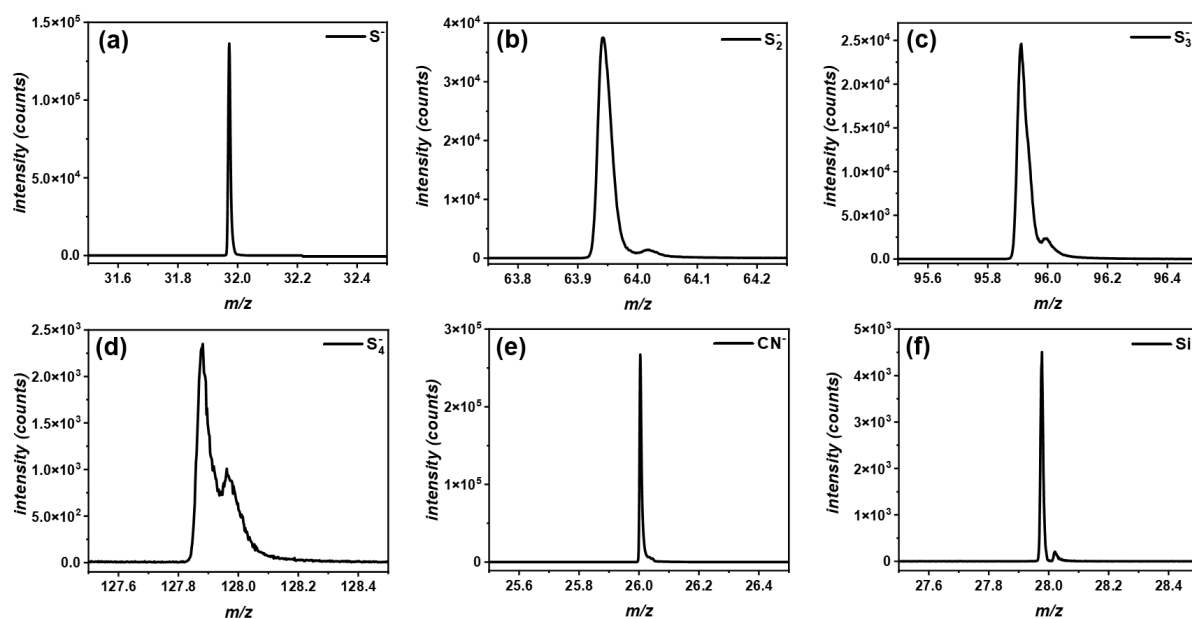 (a)
S⁻
1.5×10⁵
1.0×10⁵
5.0×10⁴
0.0
intensity (counts)
31.6 31.8 32.0 32.2 32.4
m/z
(b)
S₂⁻
4×10⁴
3×10⁴
2×10⁴
1×10⁴
0
intensity (counts)
63.8 63.9 64.0 64.1 64.2
m/z
(c)
S₃⁻
2.5×10⁴
2.0×10⁴
1.5×10⁴
1.0×10⁴
5.0×10³
0.0
intensity (counts)
95.6 95.8 96.0 96.2 96.4
m/z
(d)
S₄⁻
2.5×10³
2.0×10³
1.5×10³
1.0×10³
5.0×10²
0.0
intensity (counts)
127.6 127.8 128.0 128.2 128.4
m/z
(e)
CN⁻
3×10⁵
2×10⁵
1×10⁵
0
intensity (counts)
25.6 25.8 26.0 26.2 26.4
m/z
(f)
Si
5×10³
4×10³
3×10³
2×10³
1×10³
0
intensity (counts)
27.6 27.8 28.0 28.2 28.4
m/z